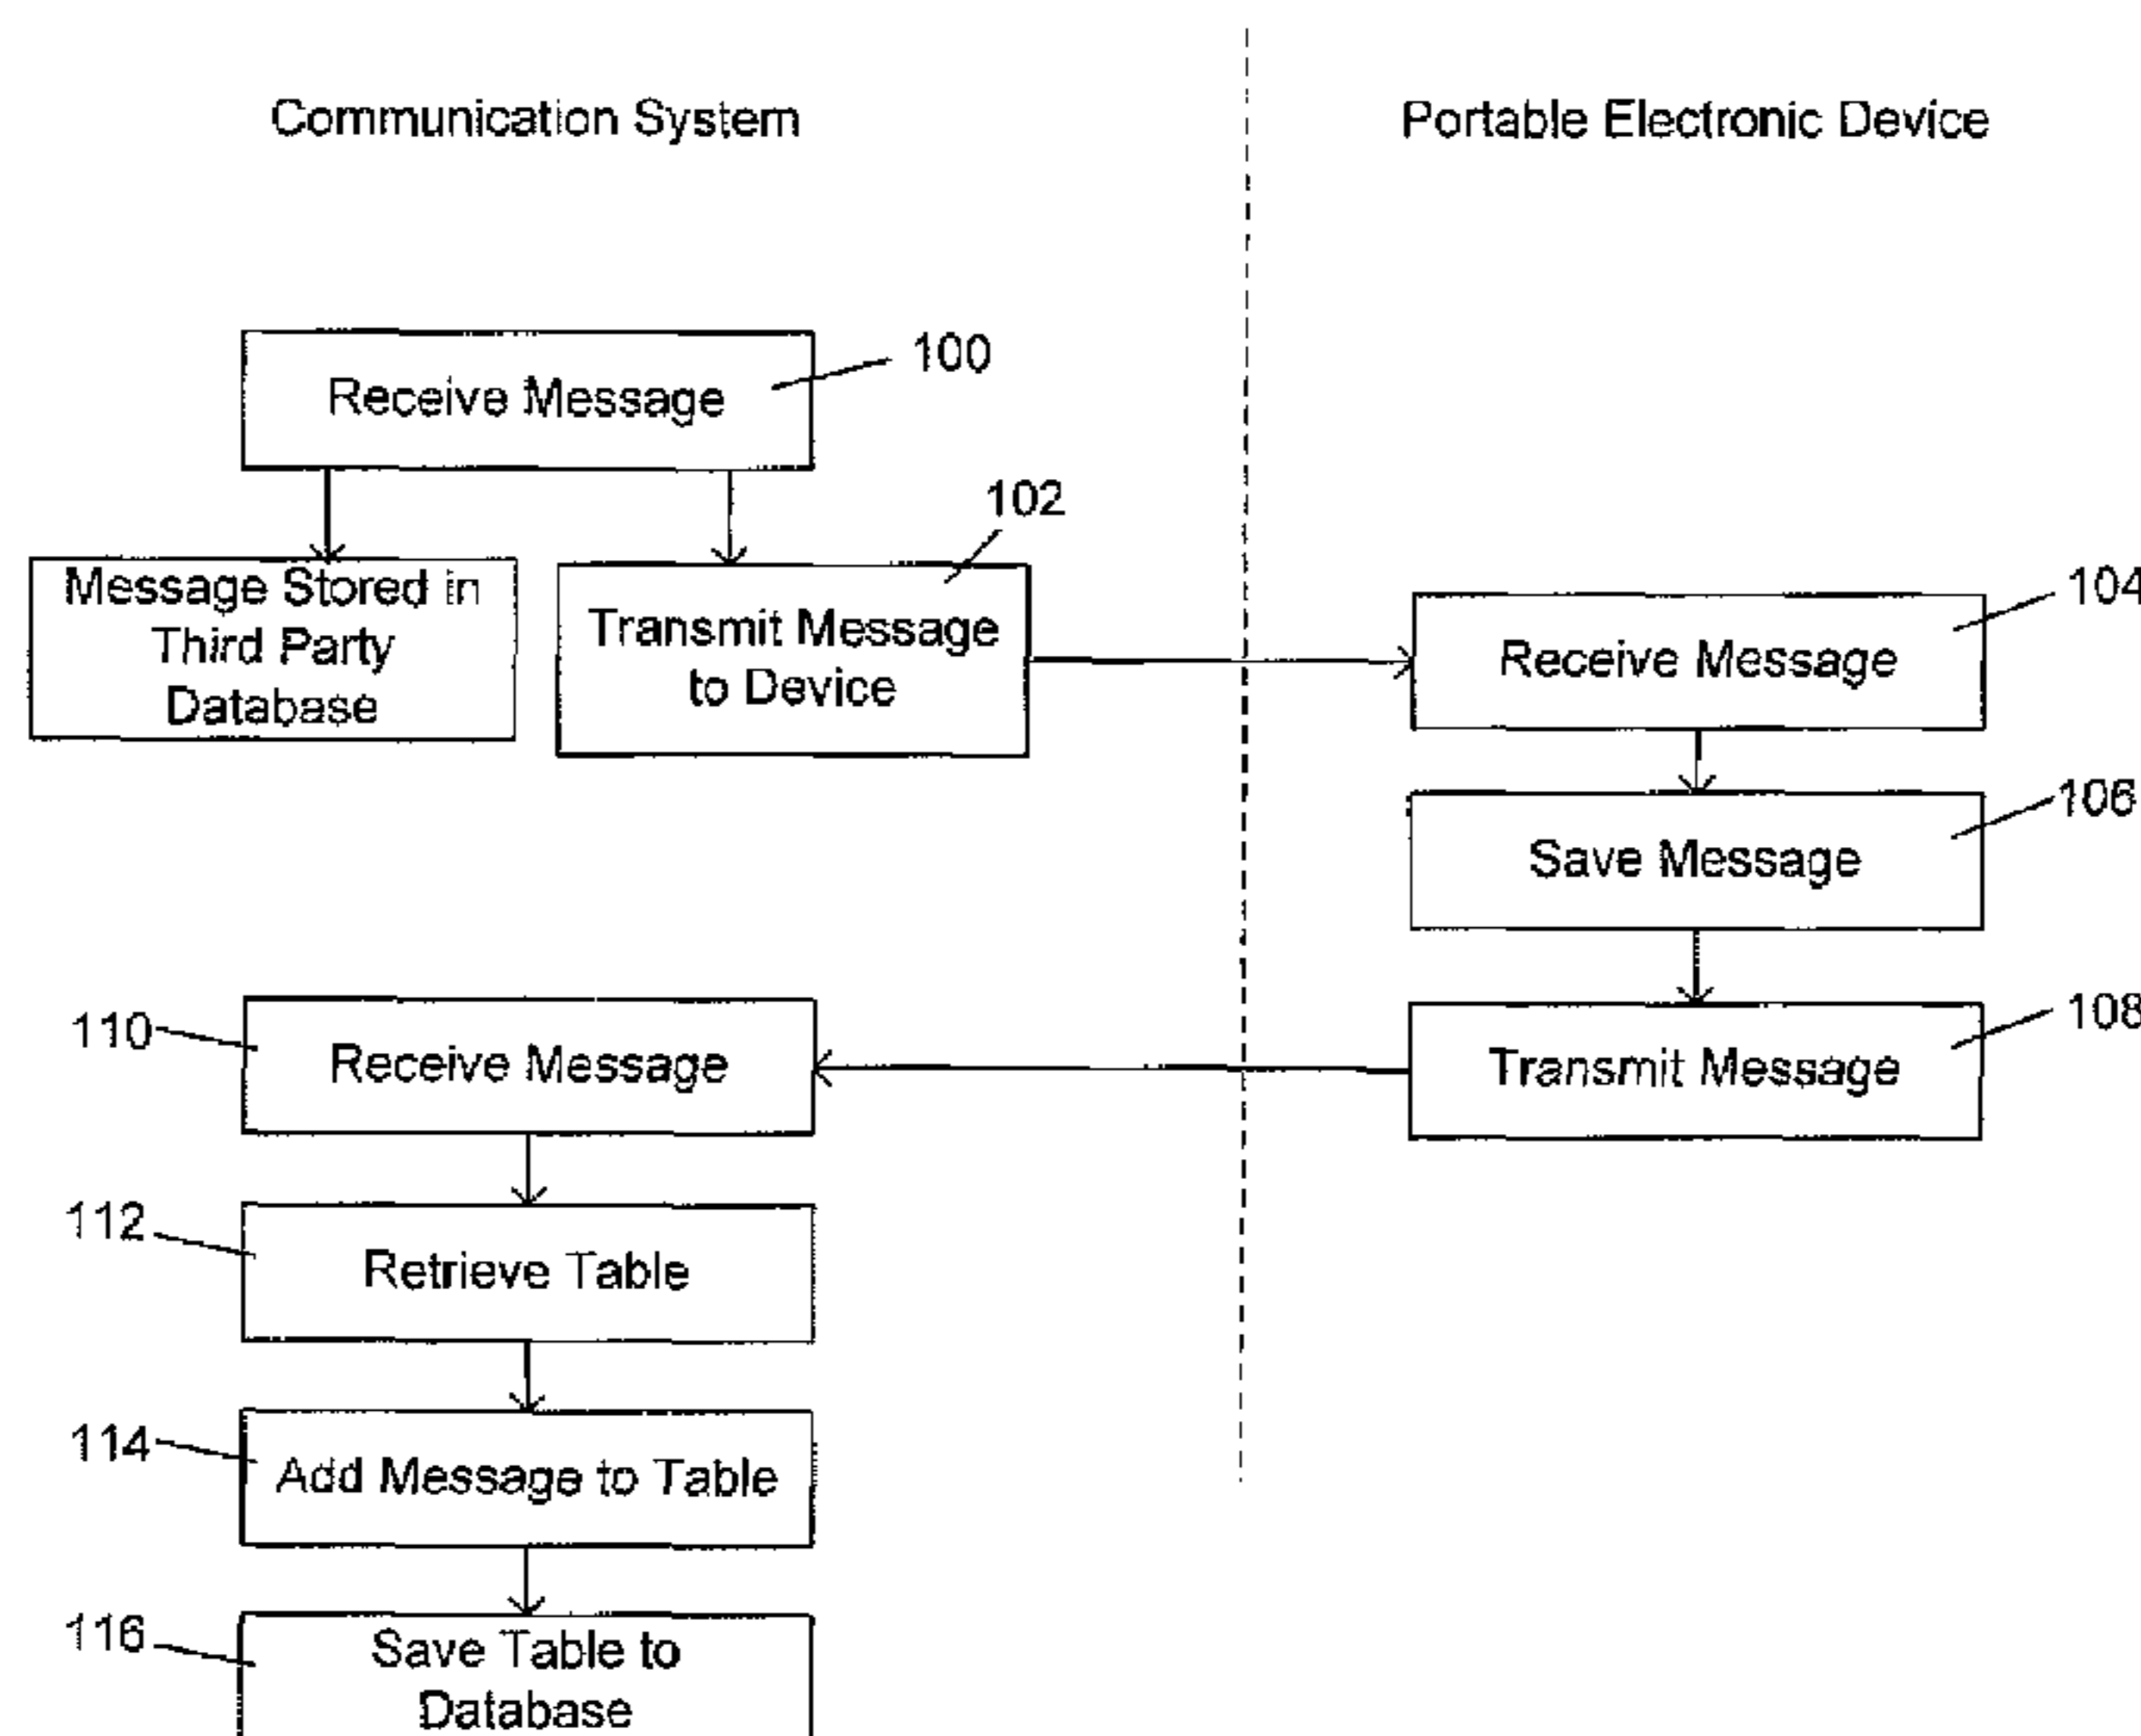 Communication System
Portable Electronic Device
Receive Message
100
Message Stored in
Third Party
Database
102
Transmit Message
to Device
104
Receive Message
106
Save Message
108
Transmit Message
110
Receive Message
112
Retrieve Table
114
Add Message to Table
116
Save Table to
Database